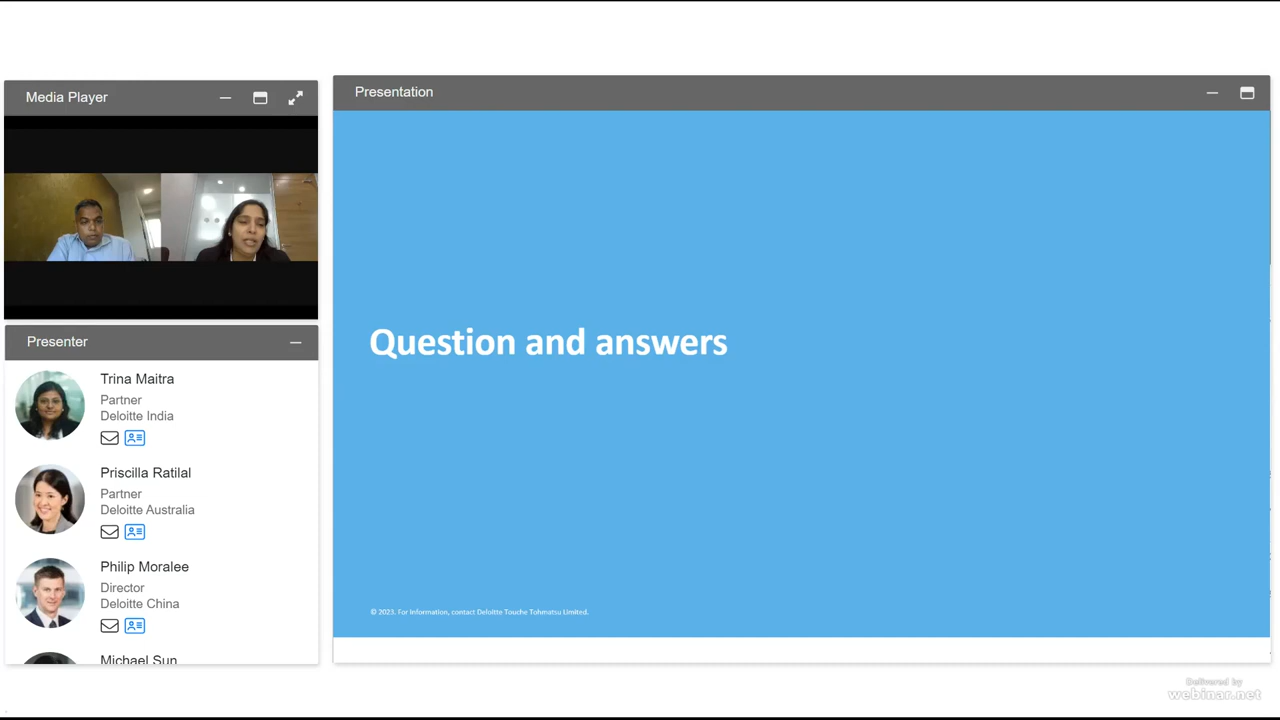 Media Player
Presentation
Question and answers
Presenter
Trina Maitra
Partner
Deloitte India
Priscilla Ratilal
Partner
Deloitte Australia
Philip Moralee
Director
Deloitte China
Michael Sun
© 2023. For information, contact Deloitte Touche Tohmatsu Limited.
Delivered by
webinar.net